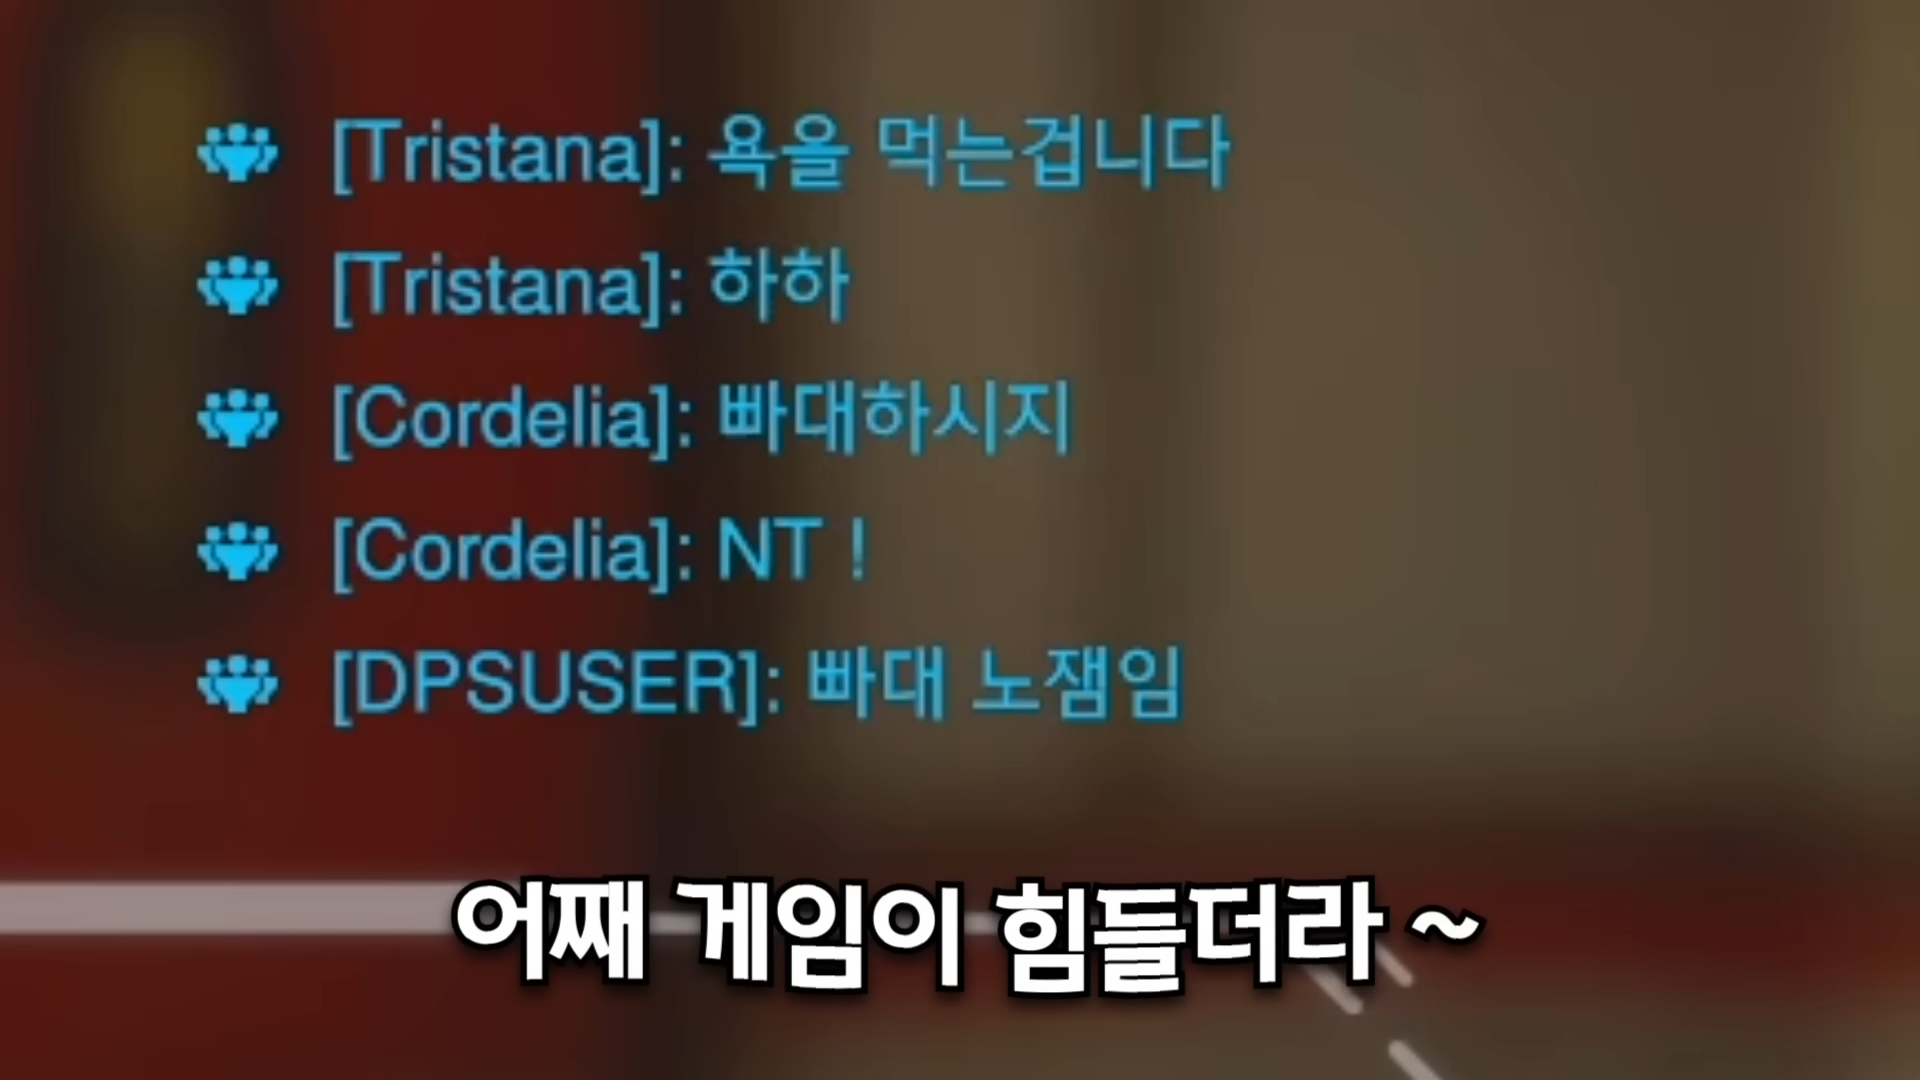 [Tristana]: 욕을 먹는겁니다
[Tristana]: 하하
[Cordelia]: 빠대하시지
[Cordelia]: NT !
[DPSUSER]: 빠대 노잼임
어째 게임이 힘들더라 ~